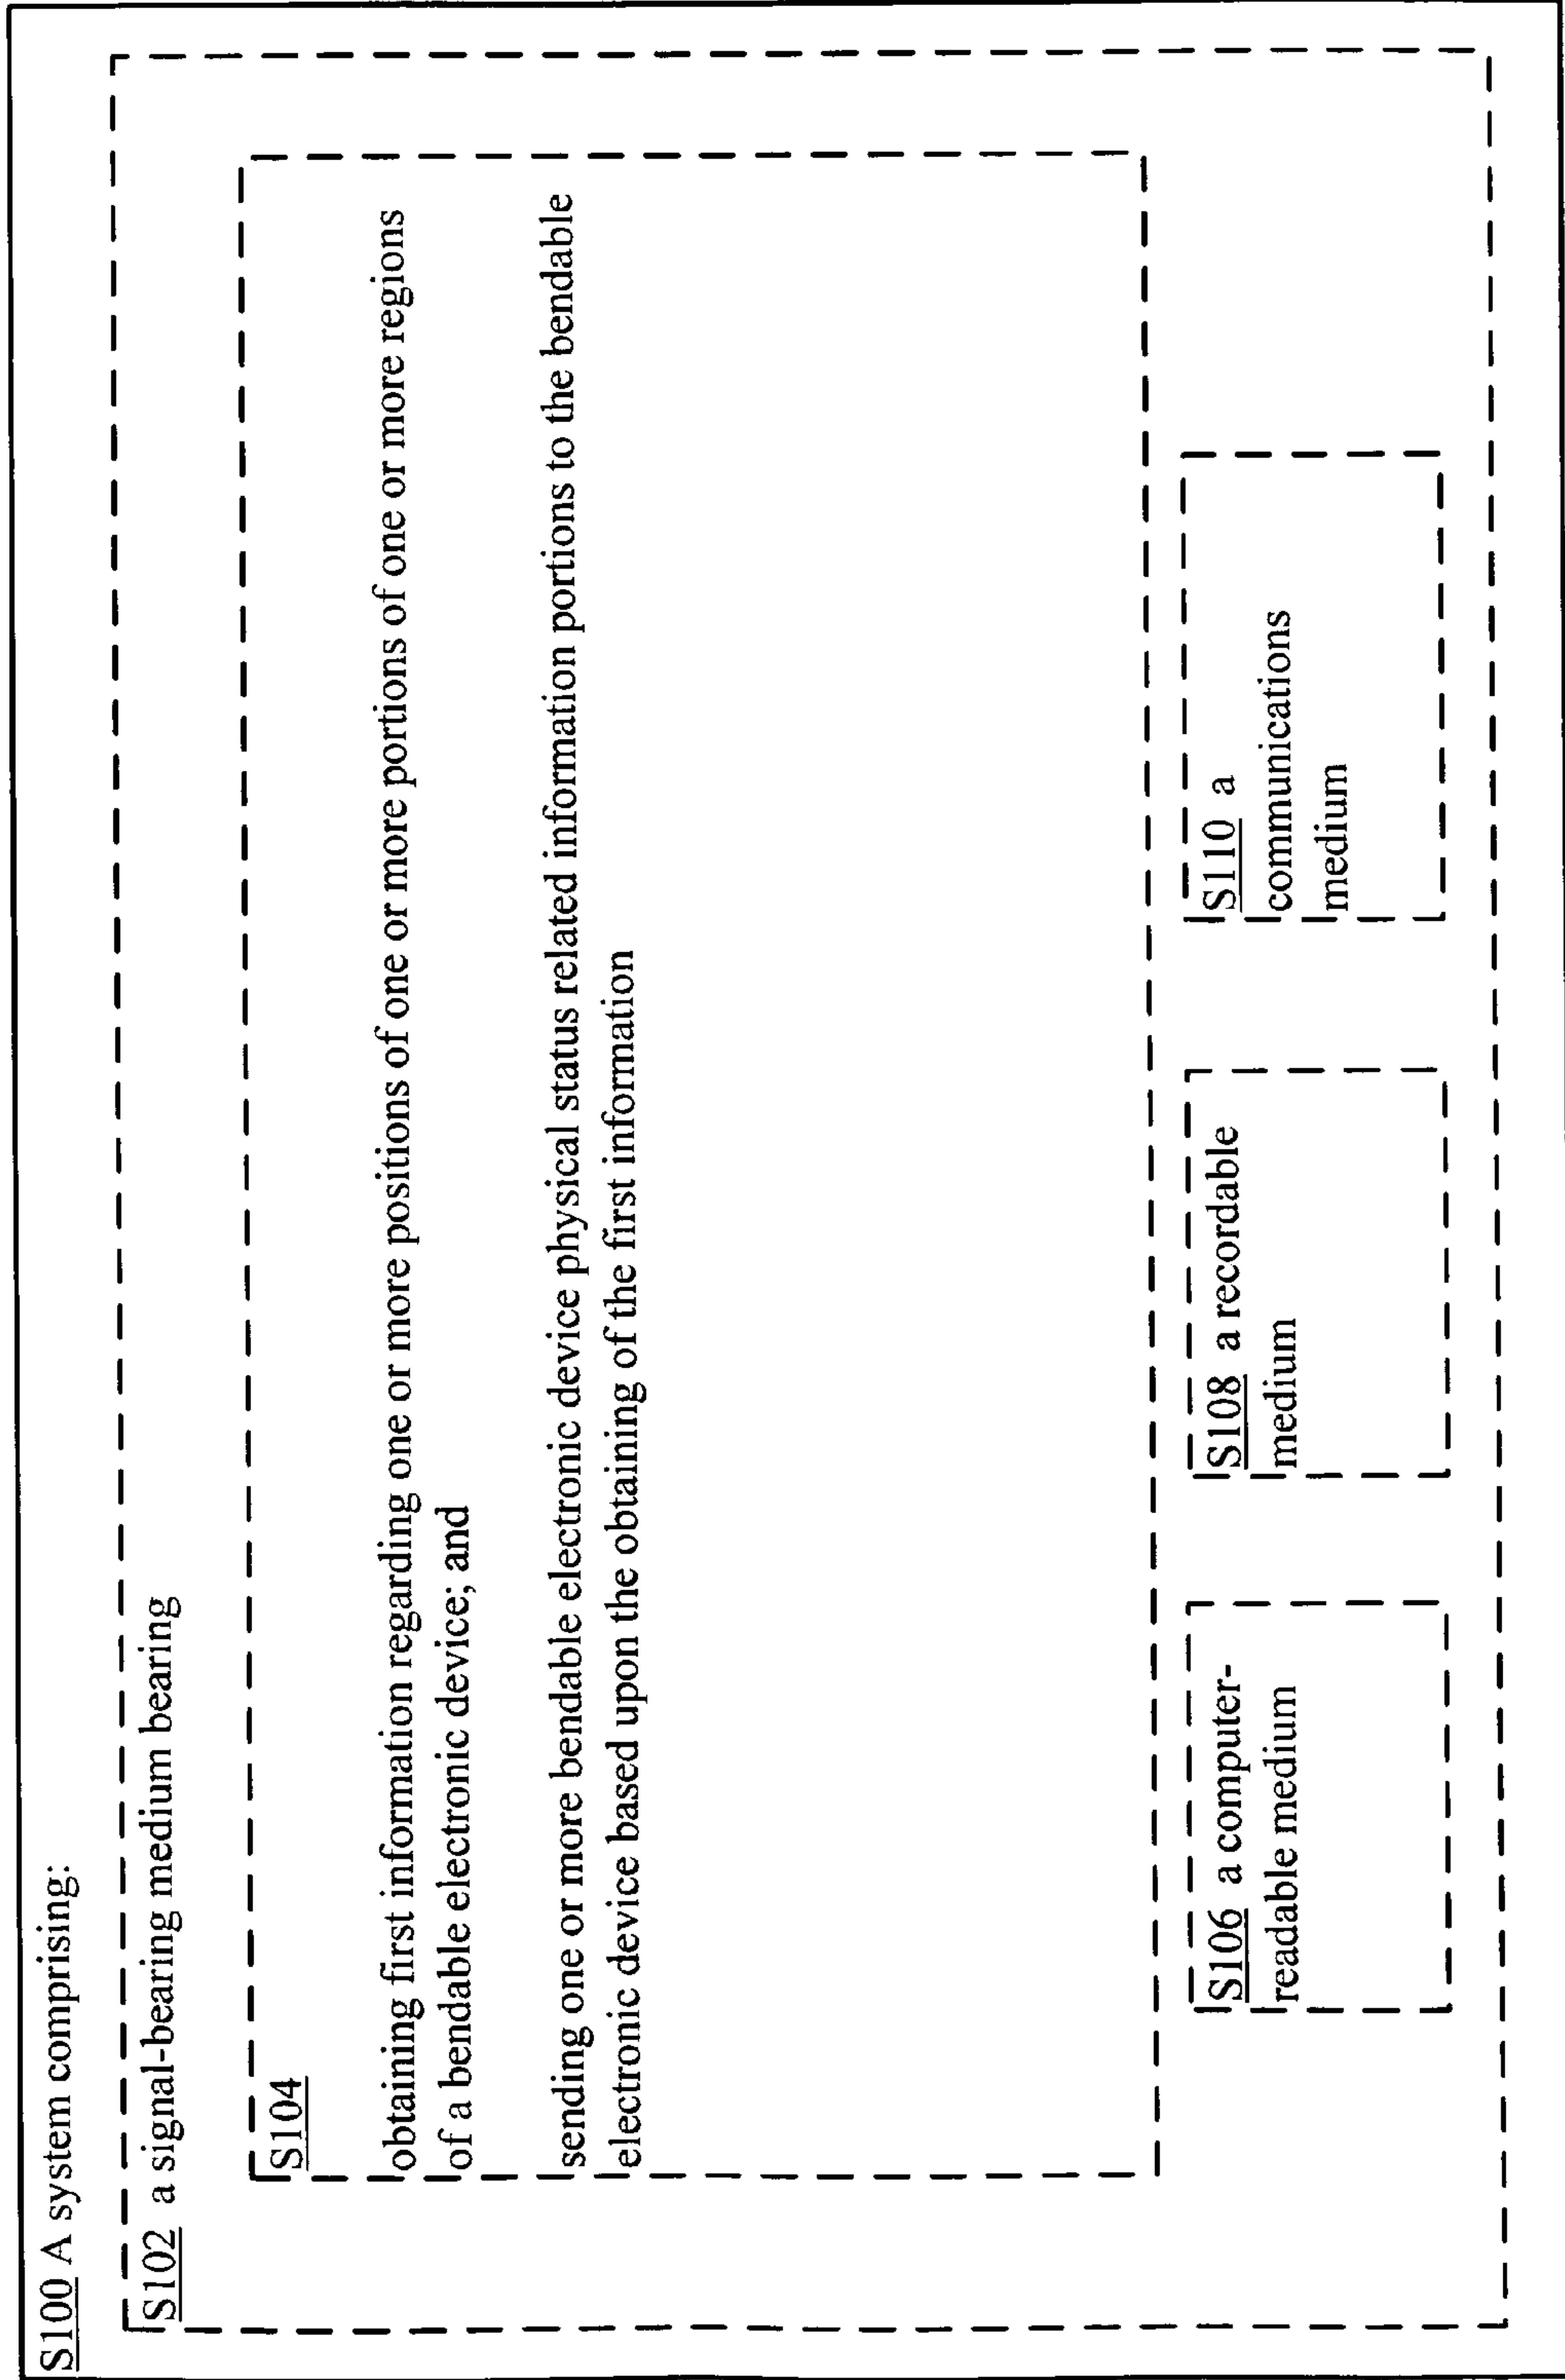 S100 A system comprising:
S102 a signal-bearing medium bearing
S104
obtaining first information regarding one or more positions of one or more portions of one or more regions
of a bendable electronic device; and
sending one or more bendable electronic device physical status related information portions to the bendable
electronic device based upon the obtaining of the first information
S106 a computer-
readable medium
S108 a recordable
medium
S110 a
communications
medium